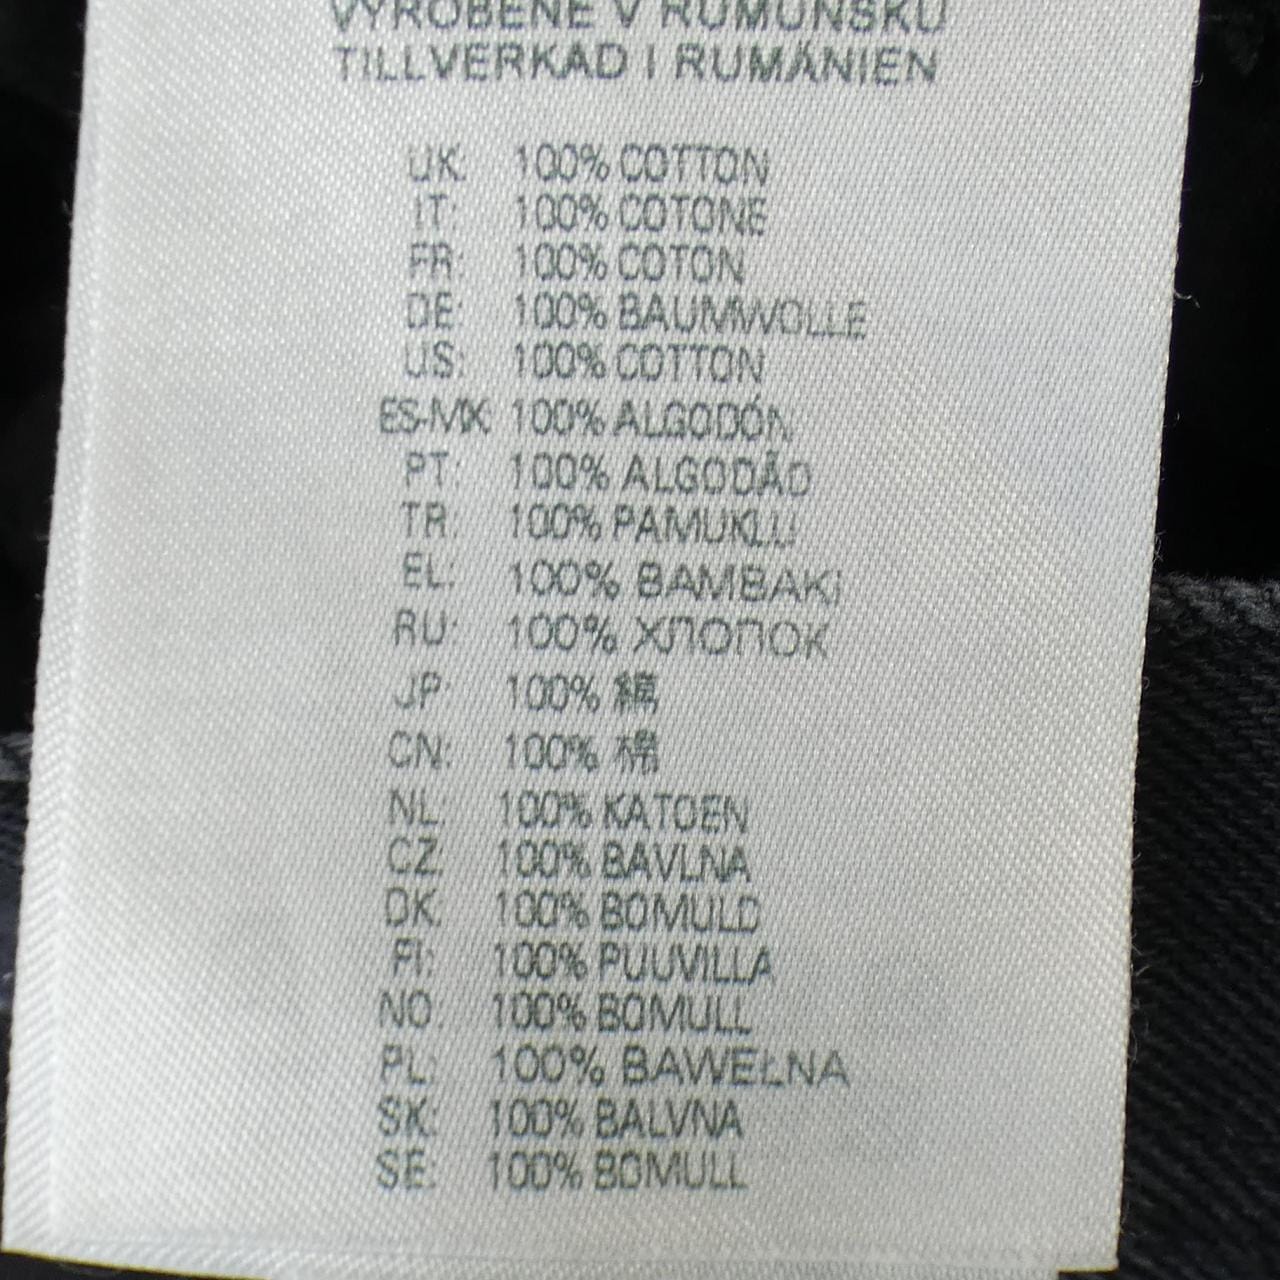 VYROBENÉ V RUMUNSKU
TILLVERKAD I RUMÄNIEN
UK: 100% COTTON
IT: 100% COTONE
FR: 100% COTON
DE: 100% BAUMWOLLE
US: 100% COTTON
ES-MX: 100% ALGODÓN
PT: 100% ALGODÃO
TR: 100% PAMUKLU
EL: 100% BAMBAKi
RU: 100% ХЛОПОК
JP: 100% 綿
CN: 100% 棉
NL: 100% KATOEN
CZ: 100% BAVLNA
DK: 100% BOMULD
FI: 100% PUUVILLA
NO: 100% BOMULL
PL: 100% BAWEŁNA
SK: 100% BALVNA
SE: 100% BOMULL